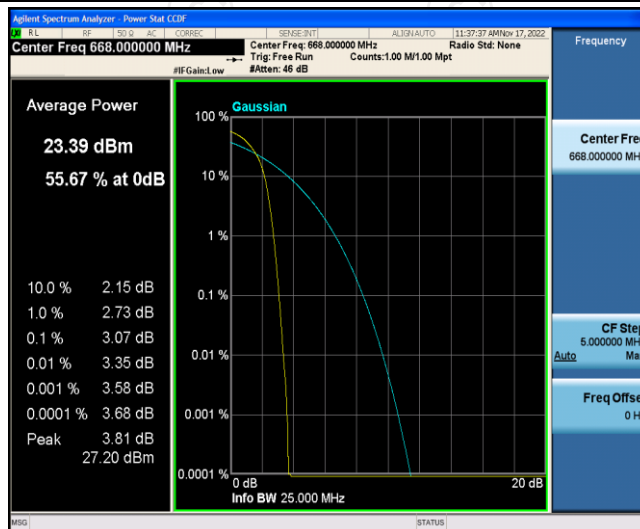 Agilent Spectrum Analyzer - Power Stat CCDF
RL RF 50 Ω AC CORREC SENSE:INT ALIGNAUTO 11:37:37 AM Nov 17, 2022
Center Freq 668.000000 MHz
Center Freq: 668.000000 MHz Radio Std: None
Trig: Free Run Counts:1.00 M/1.00 Mpt
#IFGain:Low #Atten: 46 dB
Frequency
Average Power
23.39 dBm
55.67 % at 0dB
10.0 % 2.15 dB
1.0 % 2.73 dB
0.1 % 3.07 dB
0.01 % 3.35 dB
0.001 % 3.58 dB
0.0001 % 3.68 dB
Peak 3.81 dB
27.20 dBm
Gaussian
100 %
10 %
1 %
0.1 %
0.01 %
0.001 %
0.0001 %
0 dB 20 dB
Info BW 25.000 MHz
Center Fre
668.000000 MH
CF Step
5.000000 MH
Auto Ma
Freq Offse
0 H
MSG STATUS